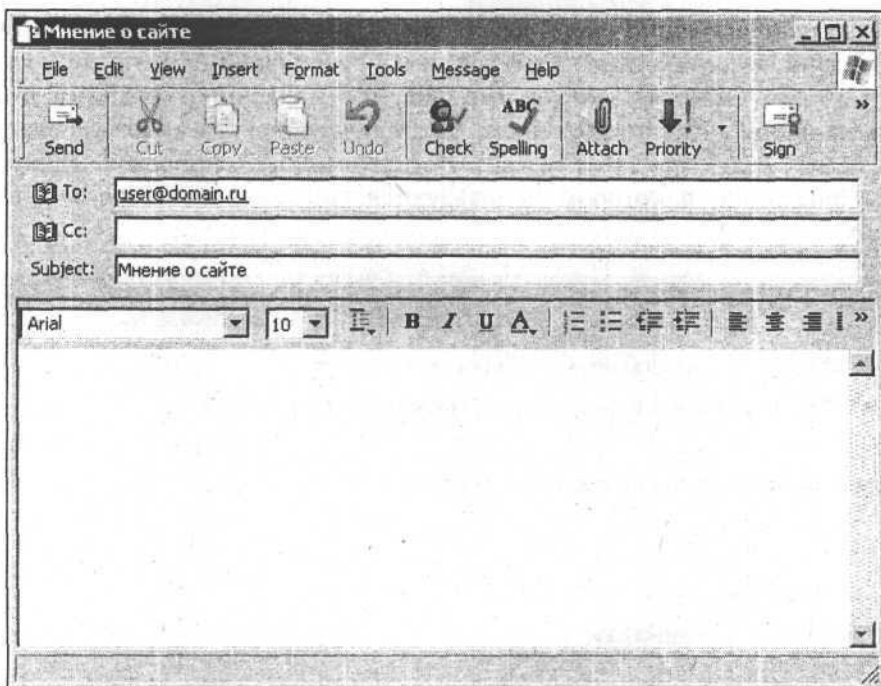 Мнение о сайте
File Edit View Insert Format Tools Message Help
Send Cut Copy Paste Undo Check ABC Spelling Attach Priority Sign
To: user@domain.ru
Cc:
Subject: Мнение о сайте
Arial 10 B I U A